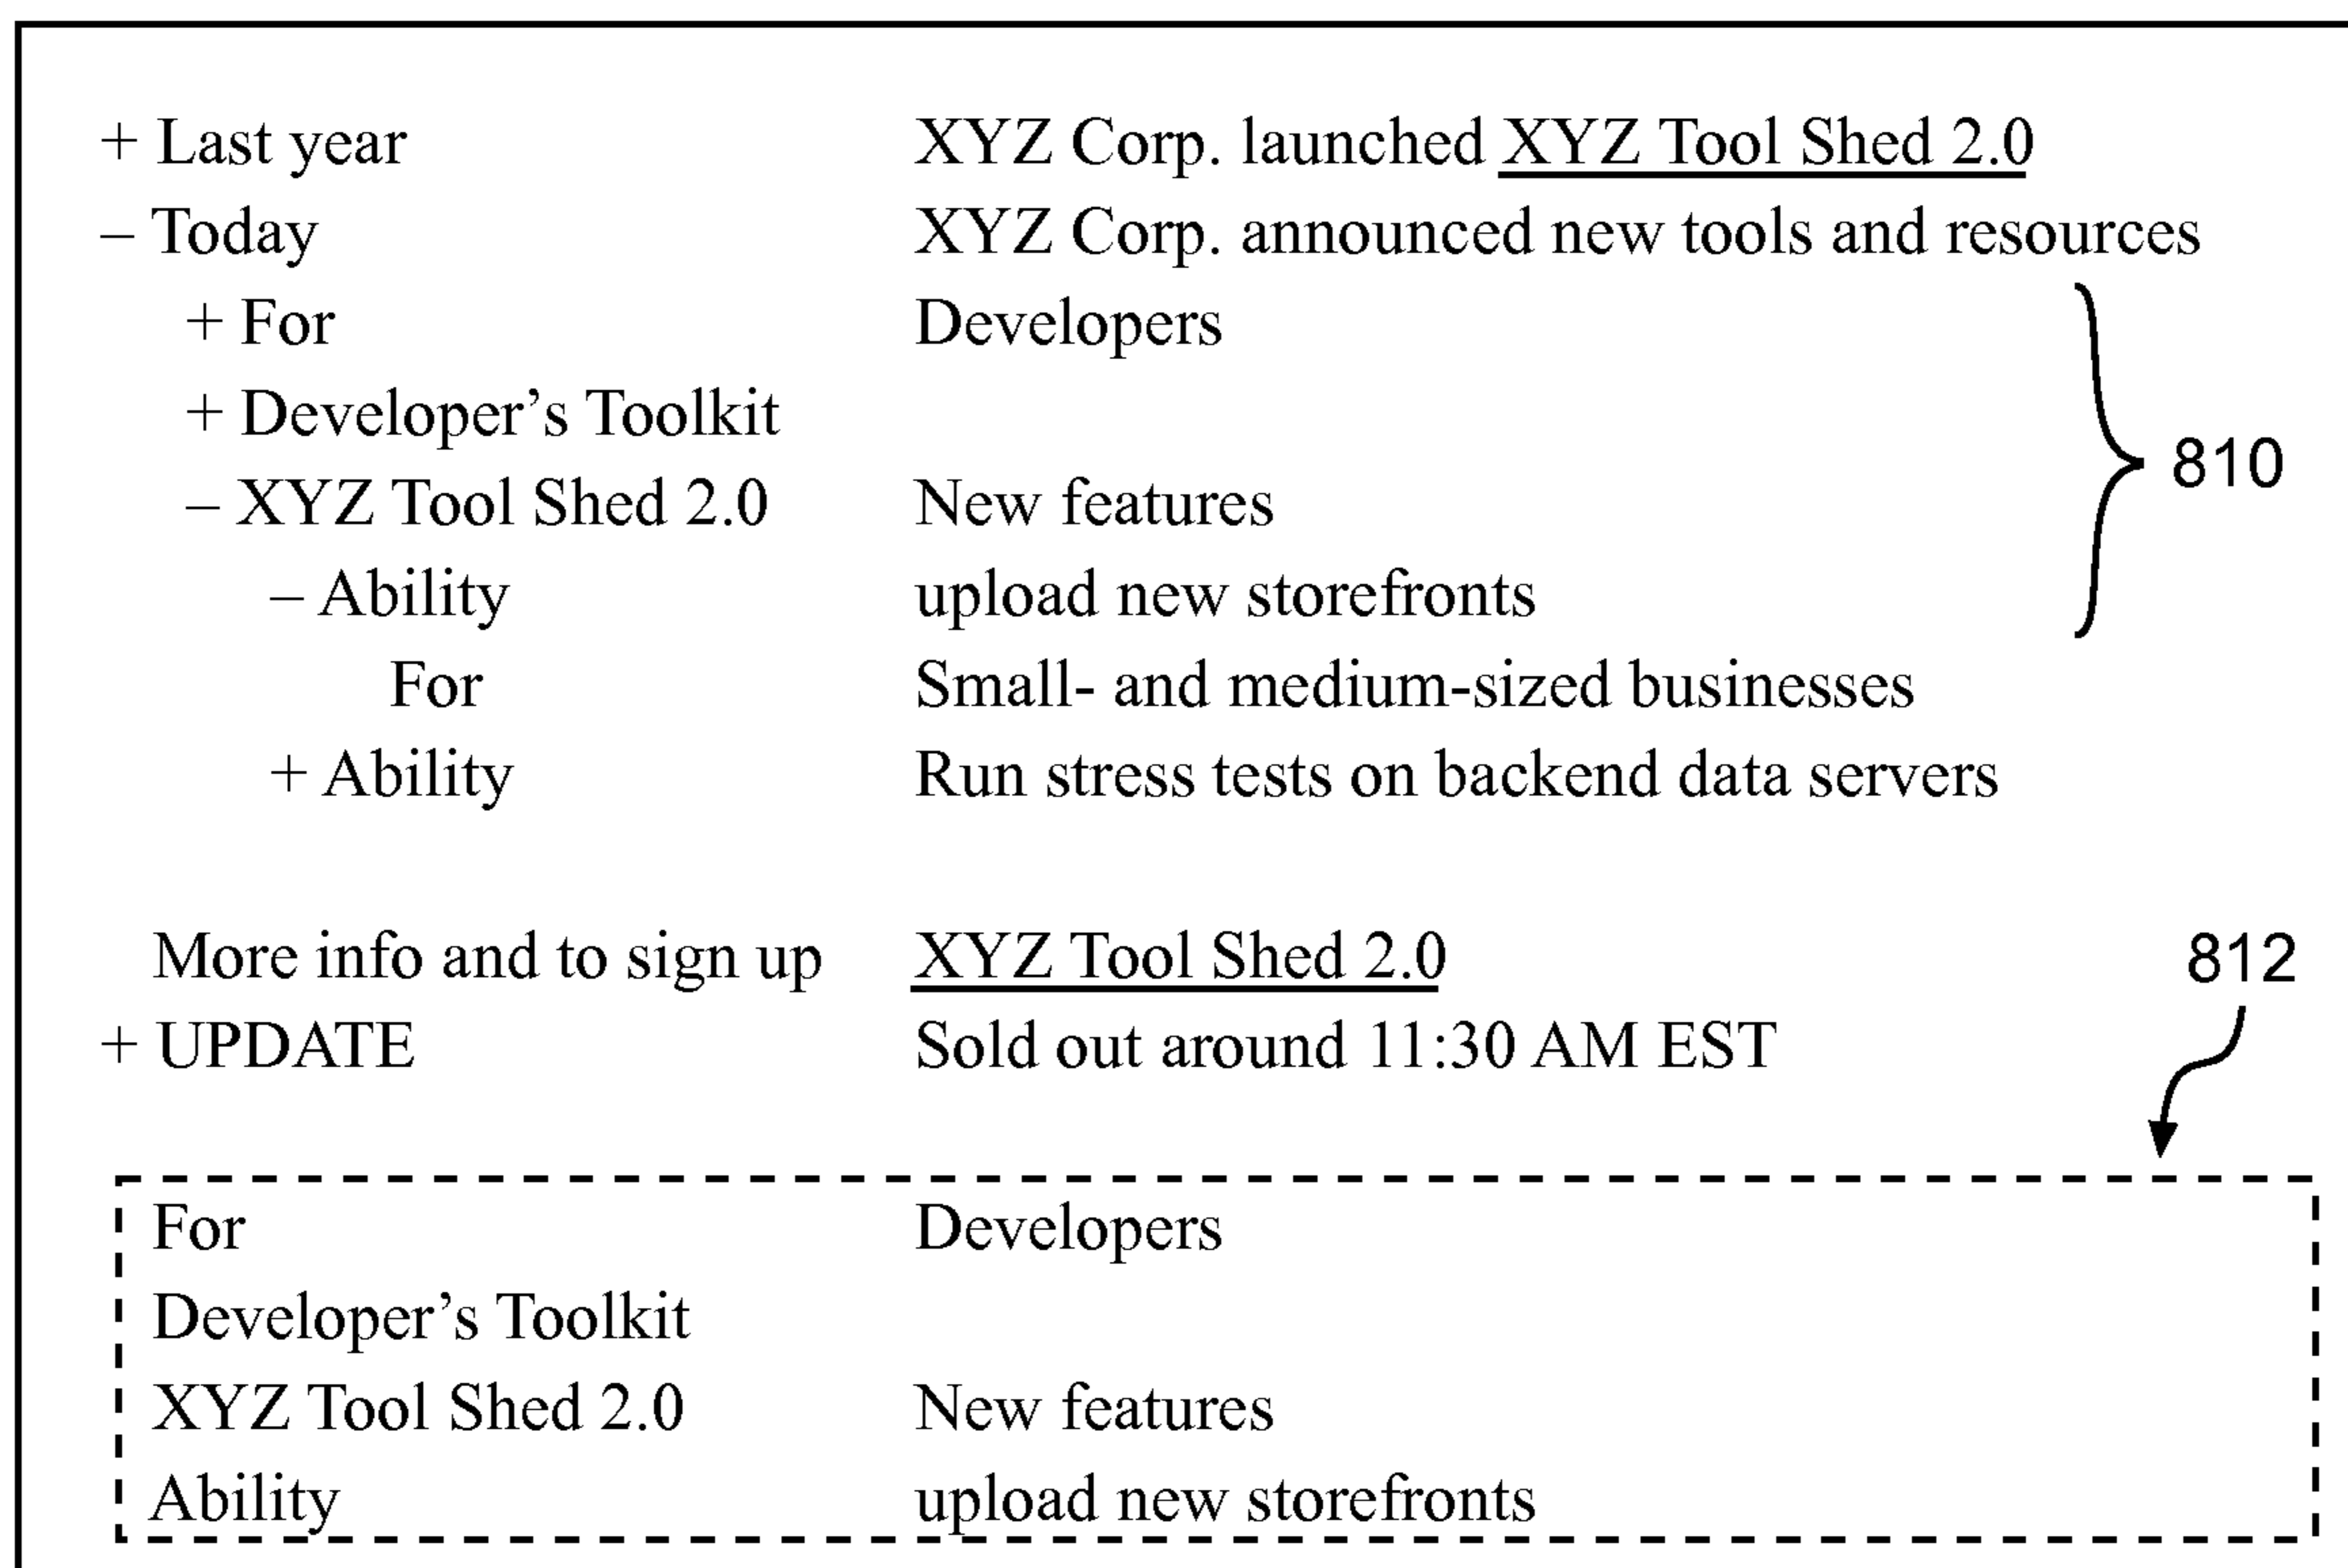 + Last year XYZ Corp. launched XYZ Tool Shed 2.0
– Today XYZ Corp. announced new tools and resources
+ For Developers
+ Developer’s Toolkit
810
– XYZ Tool Shed 2.0 New features
– Ability upload new storefronts
For Small- and medium-sized businesses
+ Ability Run stress tests on backend data servers
More info and to sign up XYZ Tool Shed 2.0
812
+ UPDATE Sold out around 11:30 AM EST
For Developers
Developer’s Toolkit
XYZ Tool Shed 2.0 New features
Ability upload new storefronts